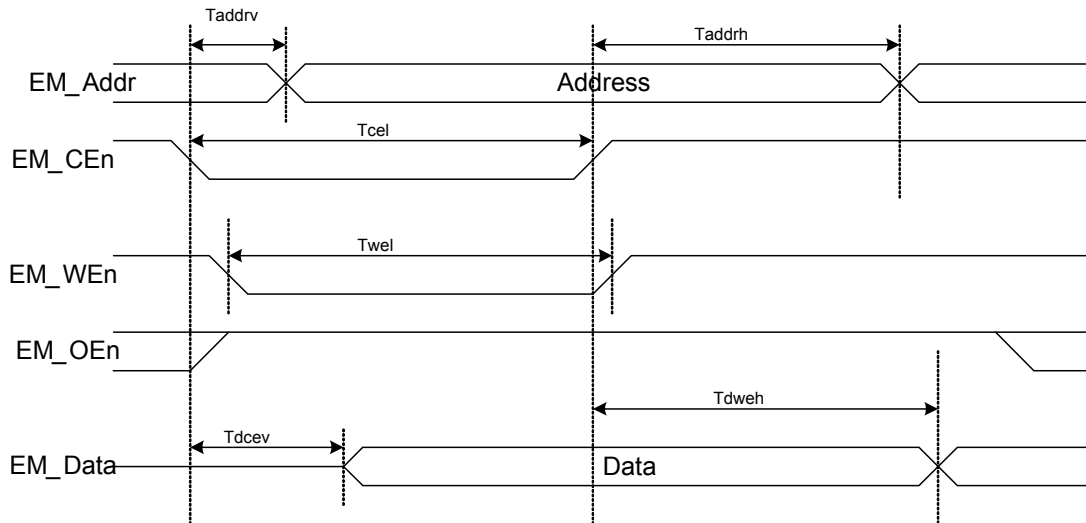 Taddrv
Taddrh
EM_Addr
Address
Tcel
EM_CEn
Twel
EM_WEn
EM_OEn
Tdweh
Tdcev
EM_Data
Data